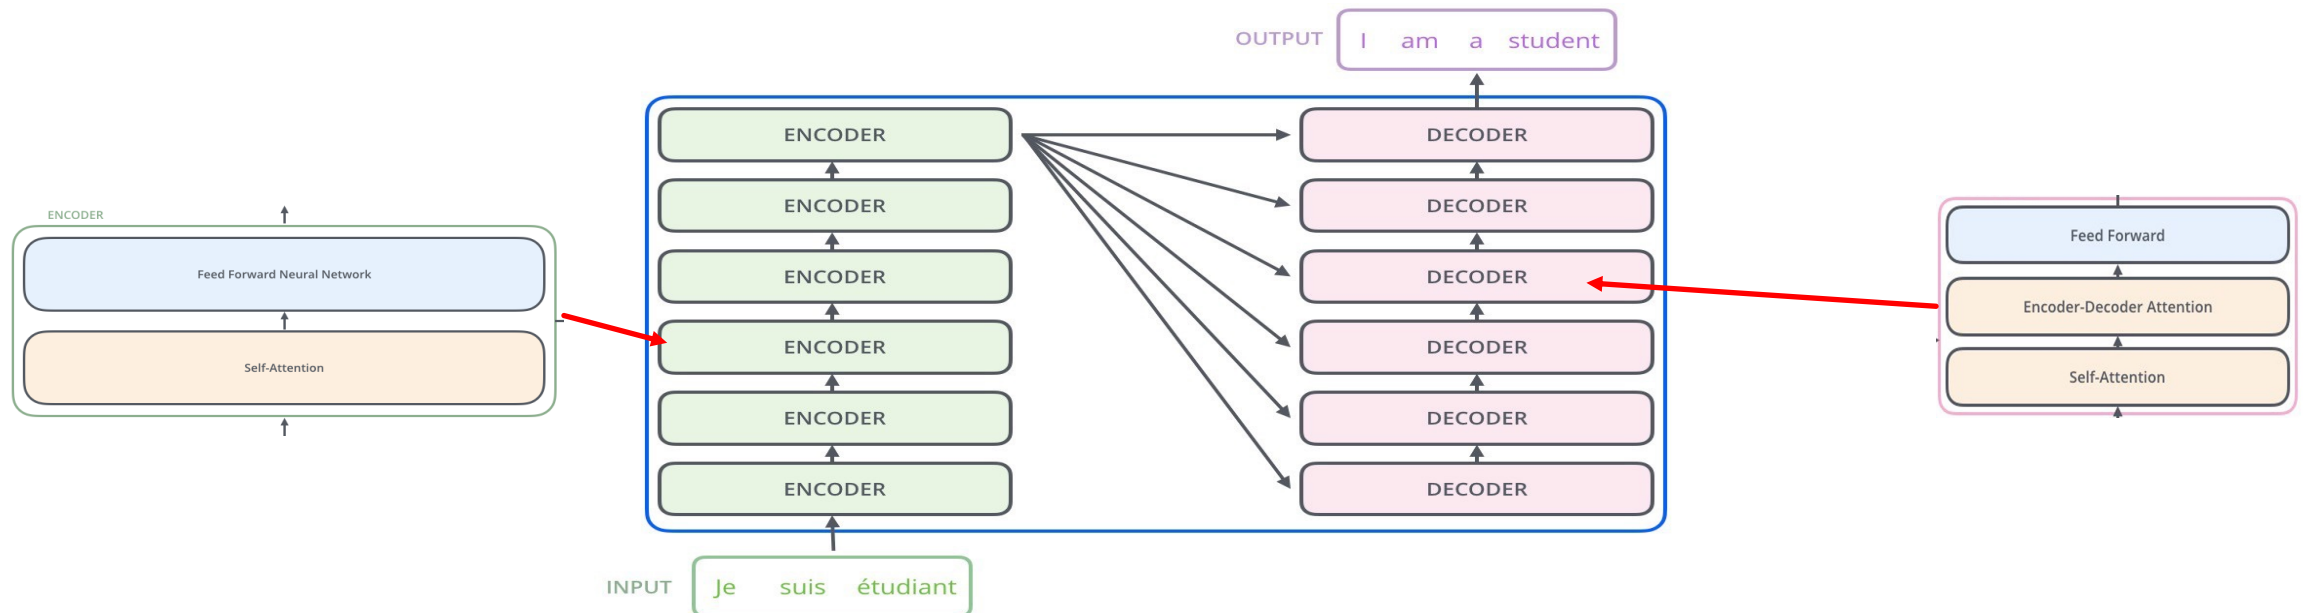 OUTPUT
I am a student
ENCODER
Feed Forward Neural Network
Self-Attention
ENCODER
ENCODER
ENCODER
ENCODER
ENCODER
ENCODER
DECODER
DECODER
DECODER
DECODER
DECODER
DECODER
Feed Forward
Encoder-Decoder Attention
Self-Attention
INPUT
Je suis étudiant